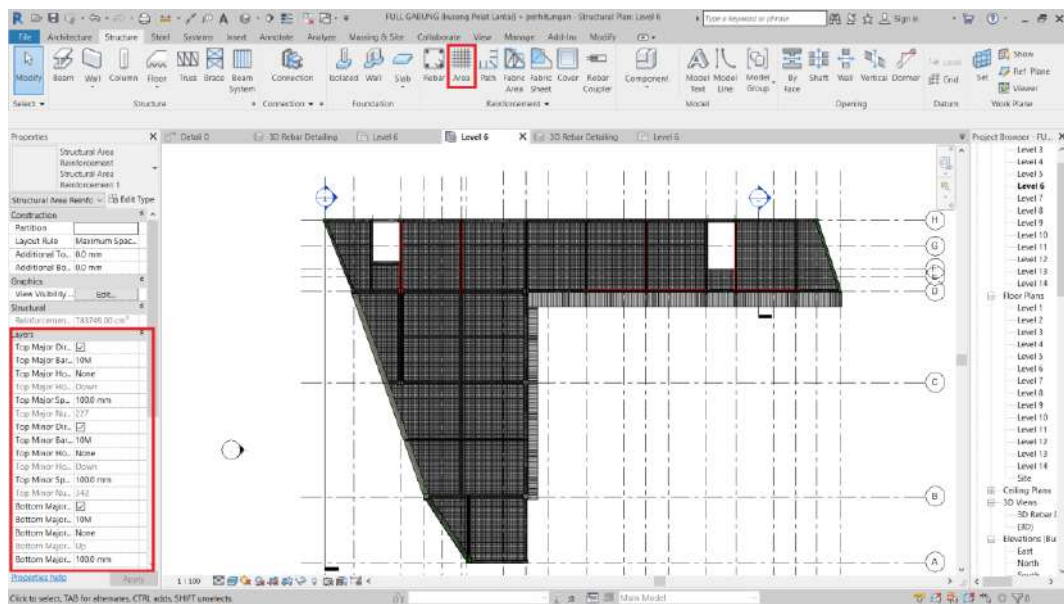 FULL GAEUNG (kurang Pelat Lantai) + perhitungan - Structural Plan: Level 6
Type a keyword or phrase
Sign In
File Architecture Structure Steel Systems Insert Annotate Analyze Massing & Site Collaborate View Manage Add-Ins Modify
Modify Beam Wall Column Floor Truss Brace Beam System Connection Isolated Wall Slab Rebar Area Path Fabric Area Fabric Sheet Cover Rebar Coupler Component Model Text Model Line Model Group By Face Shaft Wall Vertical Dormer Level Grid Set Show Ref Plane Viewer
Select Structure Connection Foundation Reinforcement Model Opening Datum Work Plane
Properties
Detail 0
3D Rebar Detailing
Level 6
Level 6
3D Rebar Detailing
Level 6
Project Browser - FU...
Structural Area
Reinforcement
Structural Area
Reinforcement 1
Structural Area Reinfo
Edit Type
Construction
Partition
Layout Rule Maximum Spac...
Additional To... 0.0 mm
Additional Bo... 0.0 mm
Graphics
View Visibility... Edit...
Structural
Layers
Top Major Dir...
Top Major Bar... 10M
Top Major Ho... None
Top Major Ho... Down
Top Major Sp... 100.0 mm
Top Major Nu... 227
Top Minor Dir...
Top Minor Bar... 10M
Top Minor Ho... None
Top Minor Ho... Down
Top Minor Sp... 100.0 mm
Top Minor Nu... 342
Bottom Major...
Bottom Major... 10M
Bottom Major... None
Bottom Major... Up
Bottom Major... 100.0 mm
Properties help
Apply
H
G
F
E
D
C
B
A
Level 3
Level 4
Level 5
Level 6
Level 7
Level 8
Level 9
Level 10
Level 11
Level 12
Level 13
Level 14
Floor Plans
Level 1
Level 2
Level 3
Level 4
Level 5
Level 6
Level 7
Level 8
Level 9
Level 10
Level 11
Level 12
Level 13
Level 14
Site
Ceiling Plans
3D Views
3D Rebar
{3D}
Elevations (Bui
East
North
South
1 : 100
Click to select, TAB for alternates, CTRL adds, SHIFT unselects.
Main Model